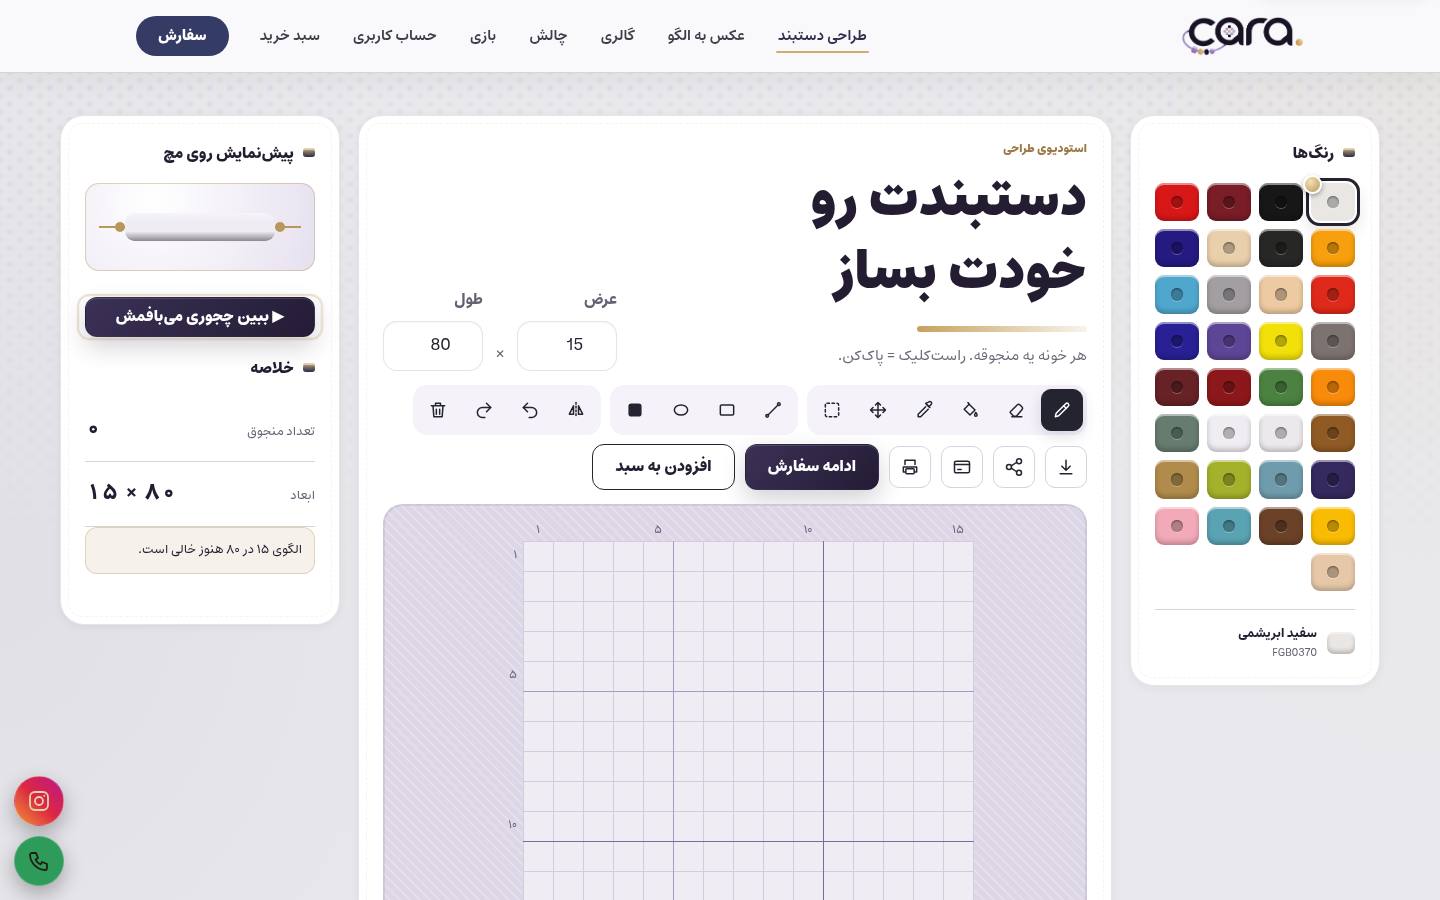 cara.
طراحی دستبند
عکس به الگو
گالری
چالش
بازی
حساب کاربری
سبد خرید
سفارش
رنگ‌ها
سفید ابریشمی
FGB0370
استودیوی طراحی
دستبندت رو
خودت بساز
هر خونه یه منجوقه. راست‌کلیک = پاک‌کن.
عرض
طول
15
×
80
ادامه سفارش
افزودن به سبد
۱
۵
۱۰
۱۵
۱
۵
۱۰
پیش‌نمایش روی مچ
▶ ببین چجوری می‌بافمش
خلاصه
تعداد منجوق
۰
ابعاد
۱۵ × ۸۰
الگوی ۱۵ در ۸۰ هنوز خالی است.